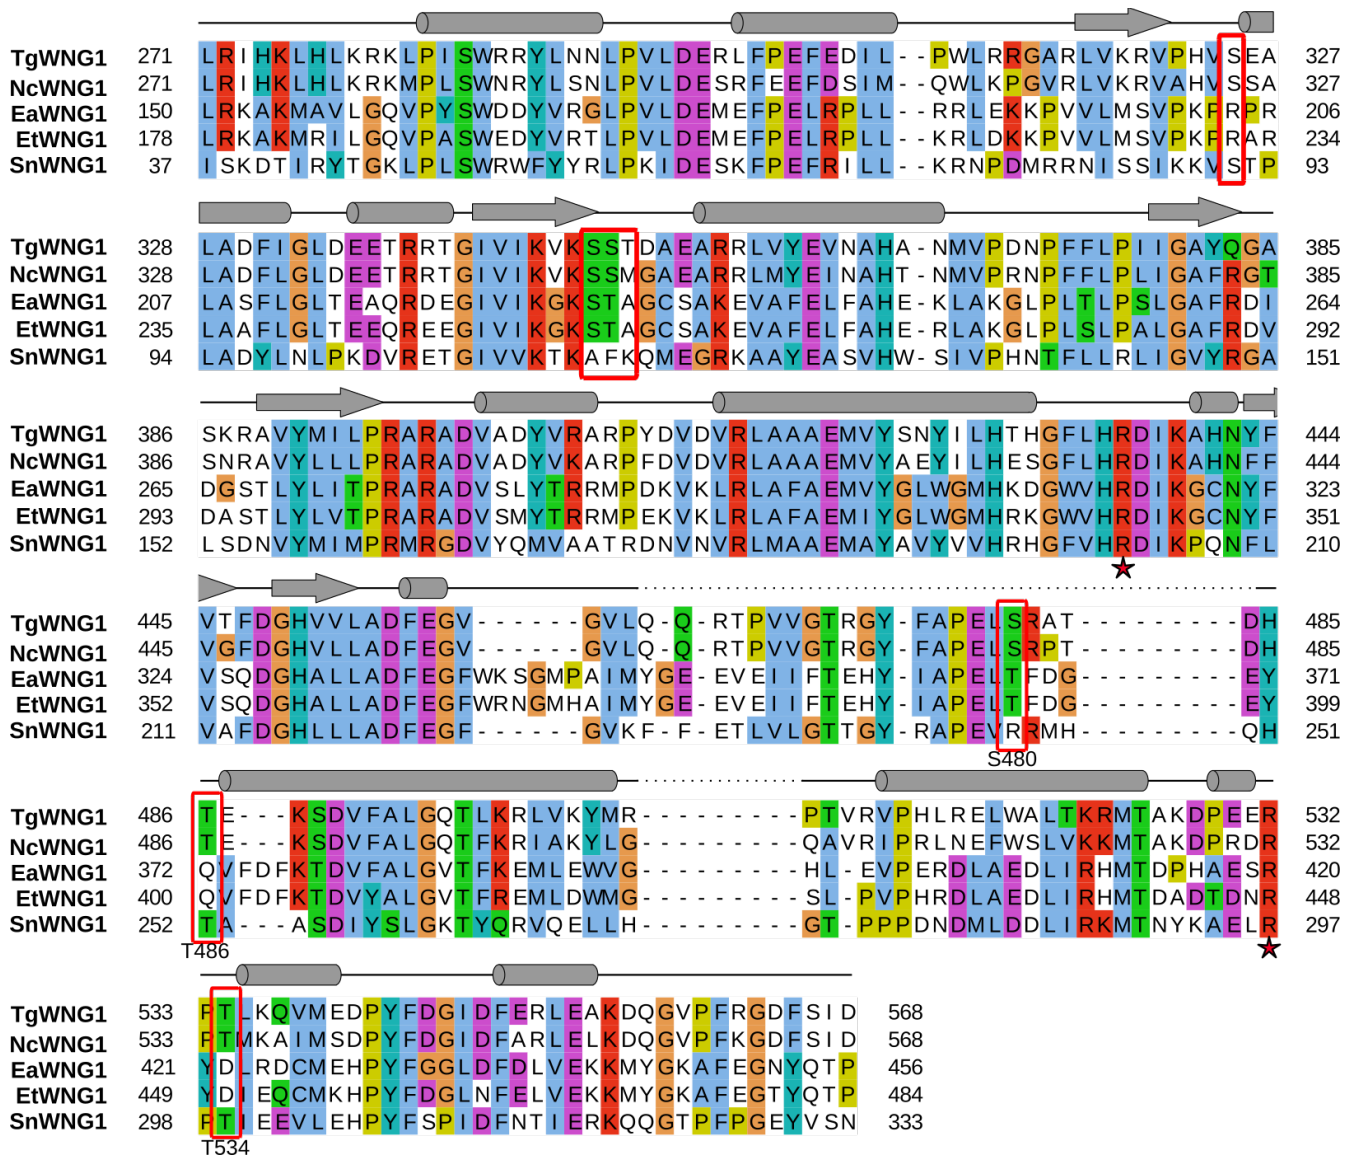 TgWNG1 271 LRIHKLHLKRKLPISWRRYLNNLPVLDERLFPEFEDIL--PWLRRGARLVKRVPHVSEA 327
NcWNG1 271 LRIHKLHLKRKMPLSWRRYLSNLPVLDESRFEEFDSIM--QWLKPGVRLVKRVAHVSSA 327
EaWNG1 150 LRKAKMAVLGQVPYSWDDYVRGLPVLDEMEFPELRPLL--RRLEKKPVVLMSVPKPRPR 206
EtWNG1 178 LRKAKMRILGQVPASWEDYVRTLPVLDEMEFPELRPLL--KRLDKKPVVLMSVPKPRAR 234
SnWNG1 37 ISKDTIRYTGKLPLSWRWFYYRLPKIDESKFPEFRILL--KRNPDMRRNISSIKKVSTP 93
TgWNG1 328 LADFIGLDEETRRTGIVIKVKSSTDAEARRLVYEVNAHA-NMVPDNPFFLPIIGAYQGA 385
NcWNG1 328 LADFLGLDEETRRTGIVIKVKSSMGAEARRLMYEINAHT-NMVPRNPFFLPLIGAFRGT 385
EaWNG1 207 LASFLGLTEAQRDEGIVIKGKSTAGCSAKEVAFELFAHE-KLAKGLPLTLPSLGAFRDI 264
EtWNG1 235 LAAFLGLTEEQREEGIVIKGKSTAGCSAKEVAFELFAHE-RLAKGLPLSLPALGAFRDV 292
SnWNG1 94 LADYLNLPKDVRETGIVVKTKAFKQMEGRKAAYEASVHW-SIVPHNTFLLRLIGVYRGA 151
TgWNG1 386 SKRAVYMILPRARADVADYVRARPYDVDVRLAAAEMVYSNYILHTHGFLHRDIKAHNYF 444
NcWNG1 386 SNRAVYLLLPRARADVADYVKARPFDVDVRLAAAEMVYAEYILHESGFLHRDIKAHNFF 444
EaWNG1 265 DGSTLYLITPRARADVSLYTRRMPDKVKLRLAFAEMVYGLWGMHKDGWVHRDIKGCNYF 323
EtWNG1 293 DASTLYLVTPRARADVSMYTRRMPEKVKLRLAFAEMIYGLWGMHRKGWVHRDIKGCNYF 351
SnWNG1 152 LSDNVYMIMPRMRGDVYQMVAATRDNVNVRLMAAEMAYAVYVVHRHGFVHRDIKPQNFL 210
TgWNG1 445 VTFDGHVVLADFEGV------GVLQ-Q-RTPVVGTRGY-FAPELSRAT---------DH 485
NcWNG1 445 VGFDGHVLLADFEGV------GVLQ-Q-RTPVVGTRGY-FAPELSRPT---------DH 485
EaWNG1 324 VSQDGHALLADFEGFWKSGMPAIMYGE-EVEIIFTEHY-IAPELTFDG---------EY 371
EtWNG1 352 VSQDGHALLADFEGFWRNGMHAIMYGE-EVEIIFTEHY-IAPELTFDG---------EY 399
SnWNG1 211 VAFDGHLLLADFEGF------GVKF-F-ETLVLGTTGY-RAPEVRRMH---------QH 251
S480
TgWNG1 486 TE---KSDVFALGQTLKRLVKYMR---------PTVRVPHLRELWALTKRMTAKDPEER 532
NcWNG1 486 TE---KSDVFALGQTFKRIAKYLG---------QAVRIPRLNEFWSLVKKMTAKDPRDR 532
EaWNG1 372 QVFDFKTDVFALGVTFKEMLEWVG---------HL-EVPERDLAEDLIRHMTDPHAESR 420
EtWNG1 400 QVFDFKTDVYALGVTFREMLDWMG---------SL-PVPHRDLAEDLIRHMTDADTDNR 448
SnWNG1 252 TA---ASDIYSLGKTYQRVQELLH---------GT-PPPDNDMLDDLIRKMTNYKAELR 297
T486
TgWNG1 533 PTLKQVMEDPYFDGIDFERLEAKDQGVPFRGDFSID 568
NcWNG1 533 PTMKAIMSDPYFDGIDFARLELKDQGVPFKGDFSID 568
EaWNG1 421 YDLRDCMEHPYFGGLDFDLVEKKMYGKAFEGNYQTP 456
EtWNG1 449 YDIEQCMKHPYFDGLNFELVEKKMYGKAFEGTYQTP 484
SnWNG1 298 PTIEEVLEHPYFSPIDFNTIERKQQGTPFPGEYVSN 333
T534